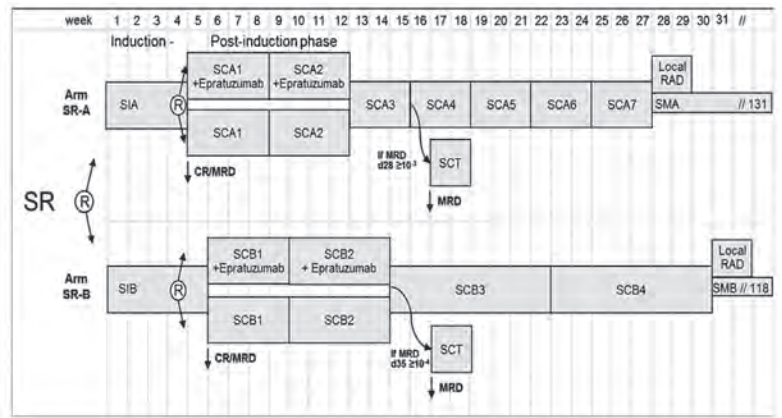 week 1 2 3 4 5 6 7 8 9 10 11 12 13 14 15 16 17 18 19 20 21 22 23 24 25 26 27 28 29 30 31 //
Induction - Post-induction phase
SCA1
+Epratuzumab
SCA2
+Epratuzumab
Local
RAD
Arm
SR-A
SIA
R
SCA3
SCA4
SCA5
SCA6
SCA7
SMA // 131
SCA1
SCA2
If MRD
d28 ≥10-3
SCT
CR/MRD
MRD
SR
R
SCB1
+Epratuzumab
SCB2
+ Epratuzumab
Local
RAD
Arm
SR-B
SIB
R
SCB3
SCB4
SMB // 118
SCB1
SCB2
If MRD
d35 ≥10-4
SCT
CR/MRD
MRD